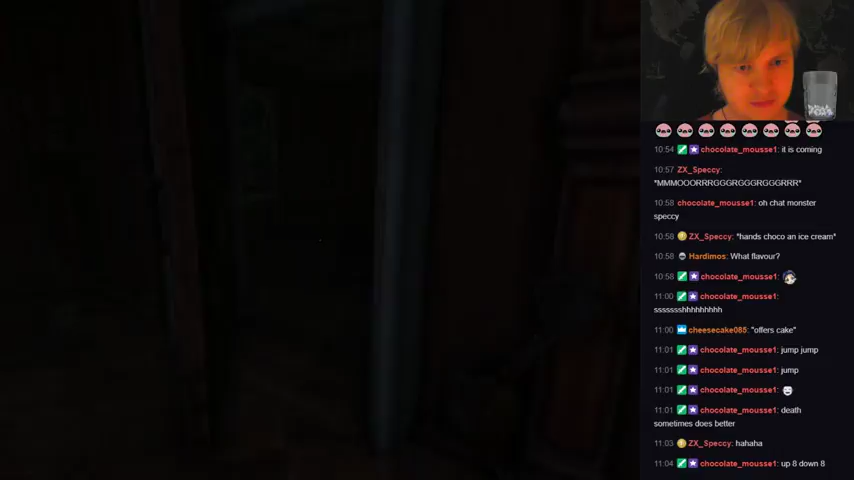 10:54 chocolate_mousse1: it is coming
10:57 ZX_Speccy:
*MMMOOORRRGGGRGGGRGGGRRR*
10:58 chocolate_mousse1: oh chat monster
speccy
10:58 ZX_Speccy: *hands choco an ice cream*
10:58 Hardimos: What flavour?
10:58 chocolate_mousse1:
11:00 chocolate_mousse1:
ssssssshhhhhhhhh
11:00 cheesecake085: "offers cake"
11:01 chocolate_mousse1: jump jump
11:01 chocolate_mousse1: jump
11:01 chocolate_mousse1:
11:01 chocolate_mousse1: death
sometimes does better
11:03 ZX_Speccy: hahaha
11:04 chocolate_mousse1: up 8 down 8